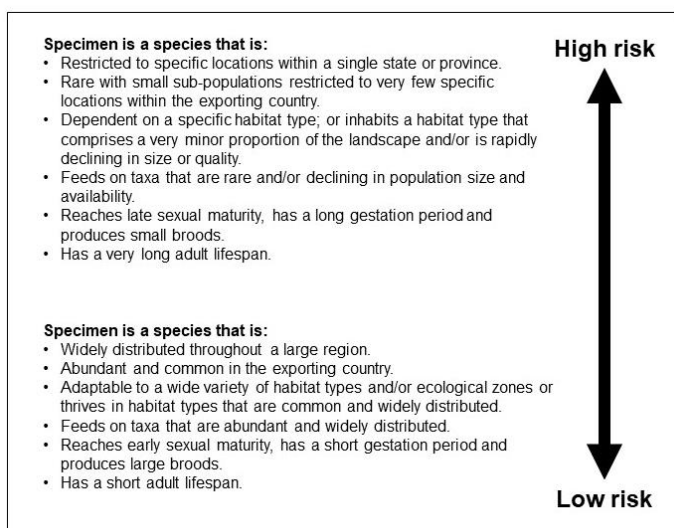 Specimen is a species that is:
• Restricted to specific locations within a single state or province.
• Rare with small sub-populations restricted to very few specific
locations within the exporting country.
• Dependent on a specific habitat type; or inhabits a habitat type that
comprises a very minor proportion of the landscape and/or is rapidly
declining in size or quality.
• Feeds on taxa that are rare and/or declining in population size and
availability.
• Reaches late sexual maturity, has a long gestation period and
produces small broods.
• Has a very long adult lifespan.
Specimen is a species that is:
• Widely distributed throughout a large region.
• Abundant and common in the exporting country.
• Adaptable to a wide variety of habitat types and/or ecological zones or
thrives in habitat types that are common and widely distributed.
• Feeds on taxa that are abundant and widely distributed.
• Reaches early sexual maturity, has a short gestation period and
produces large broods.
• Has a short adult lifespan.
High risk
Low risk